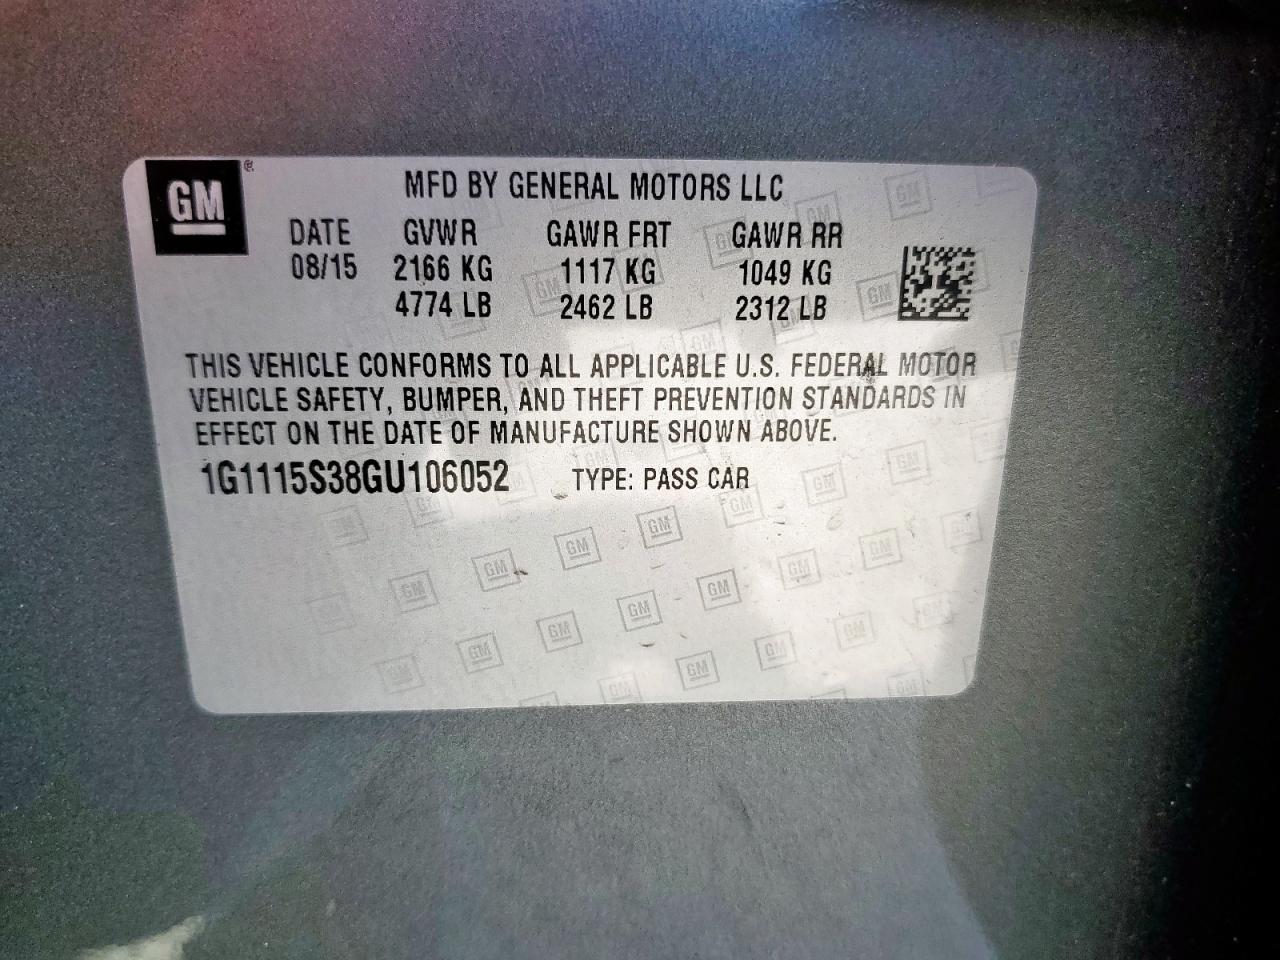 GM ®
MFD BY GENERAL MOTORS LLC
DATE GVWR GAWR FRT GAWR RR
08/15 2166 KG 1117 KG 1049 KG
4774 LB 2462 LB 2312 LB
THIS VEHICLE CONFORMS TO ALL APPLICABLE U.S. FEDERAL MOTOR
VEHICLE SAFETY, BUMPER, AND THEFT PREVENTION STANDARDS IN
EFFECT ON THE DATE OF MANUFACTURE SHOWN ABOVE.
1G1115S38GU106052 TYPE: PASS CAR